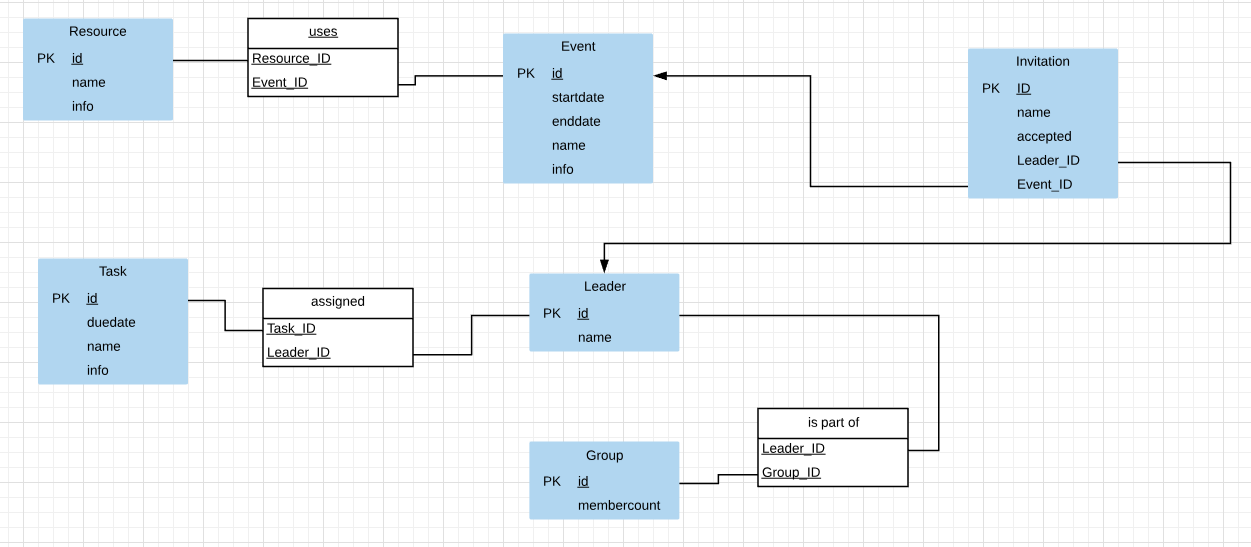 Resource
PK id
name
info
uses
Resource_ID
Event_ID
Event
PK id
startdate
enddate
name
info
Invitation
PK ID
name
accepted
Leader_ID
Event_ID
Task
PK id
duedate
name
info
assigned
Task_ID
Leader_ID
Leader
PK id
name
Group
PK id
membercount
is part of
Leader_ID
Group_ID